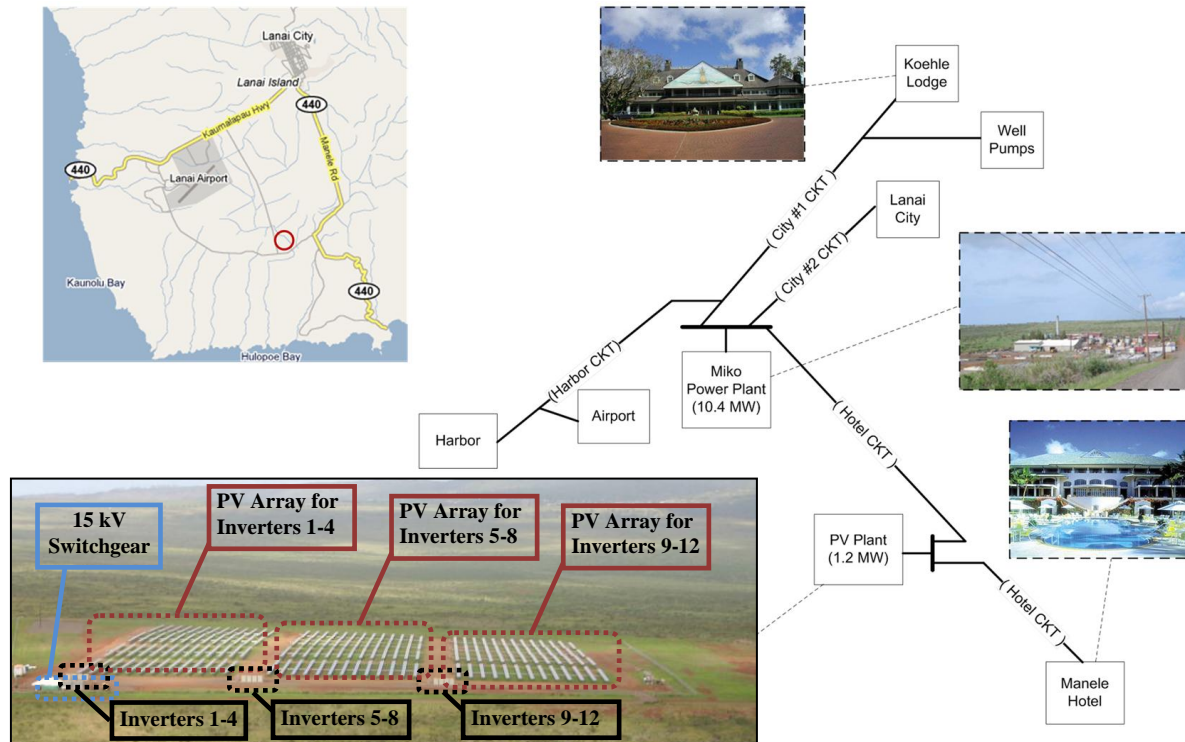 Lanai City
Lanai Island
440
Kaumalapau Hwy
Manele Rd
440
Lanai Airport
Kaunolu Bay
440
Hulopoe Bay
Koehle
Lodge
Well
Pumps
( City #1 CKT )
Lanai
City
( City #2 CKT )
(Harbor CKT)
Miko
Power Plant
(10.4 MW)
Airport
Harbor
( Hotel CKT )
PV Plant
(1.2 MW)
( Hotel CKT )
Manele
Hotel
15 kV
Switchgear
PV Array for
Inverters 1-4
PV Array for
Inverters 5-8
PV Array for
Inverters 9-12
Inverters 1-4
Inverters 5-8
Inverters 9-12